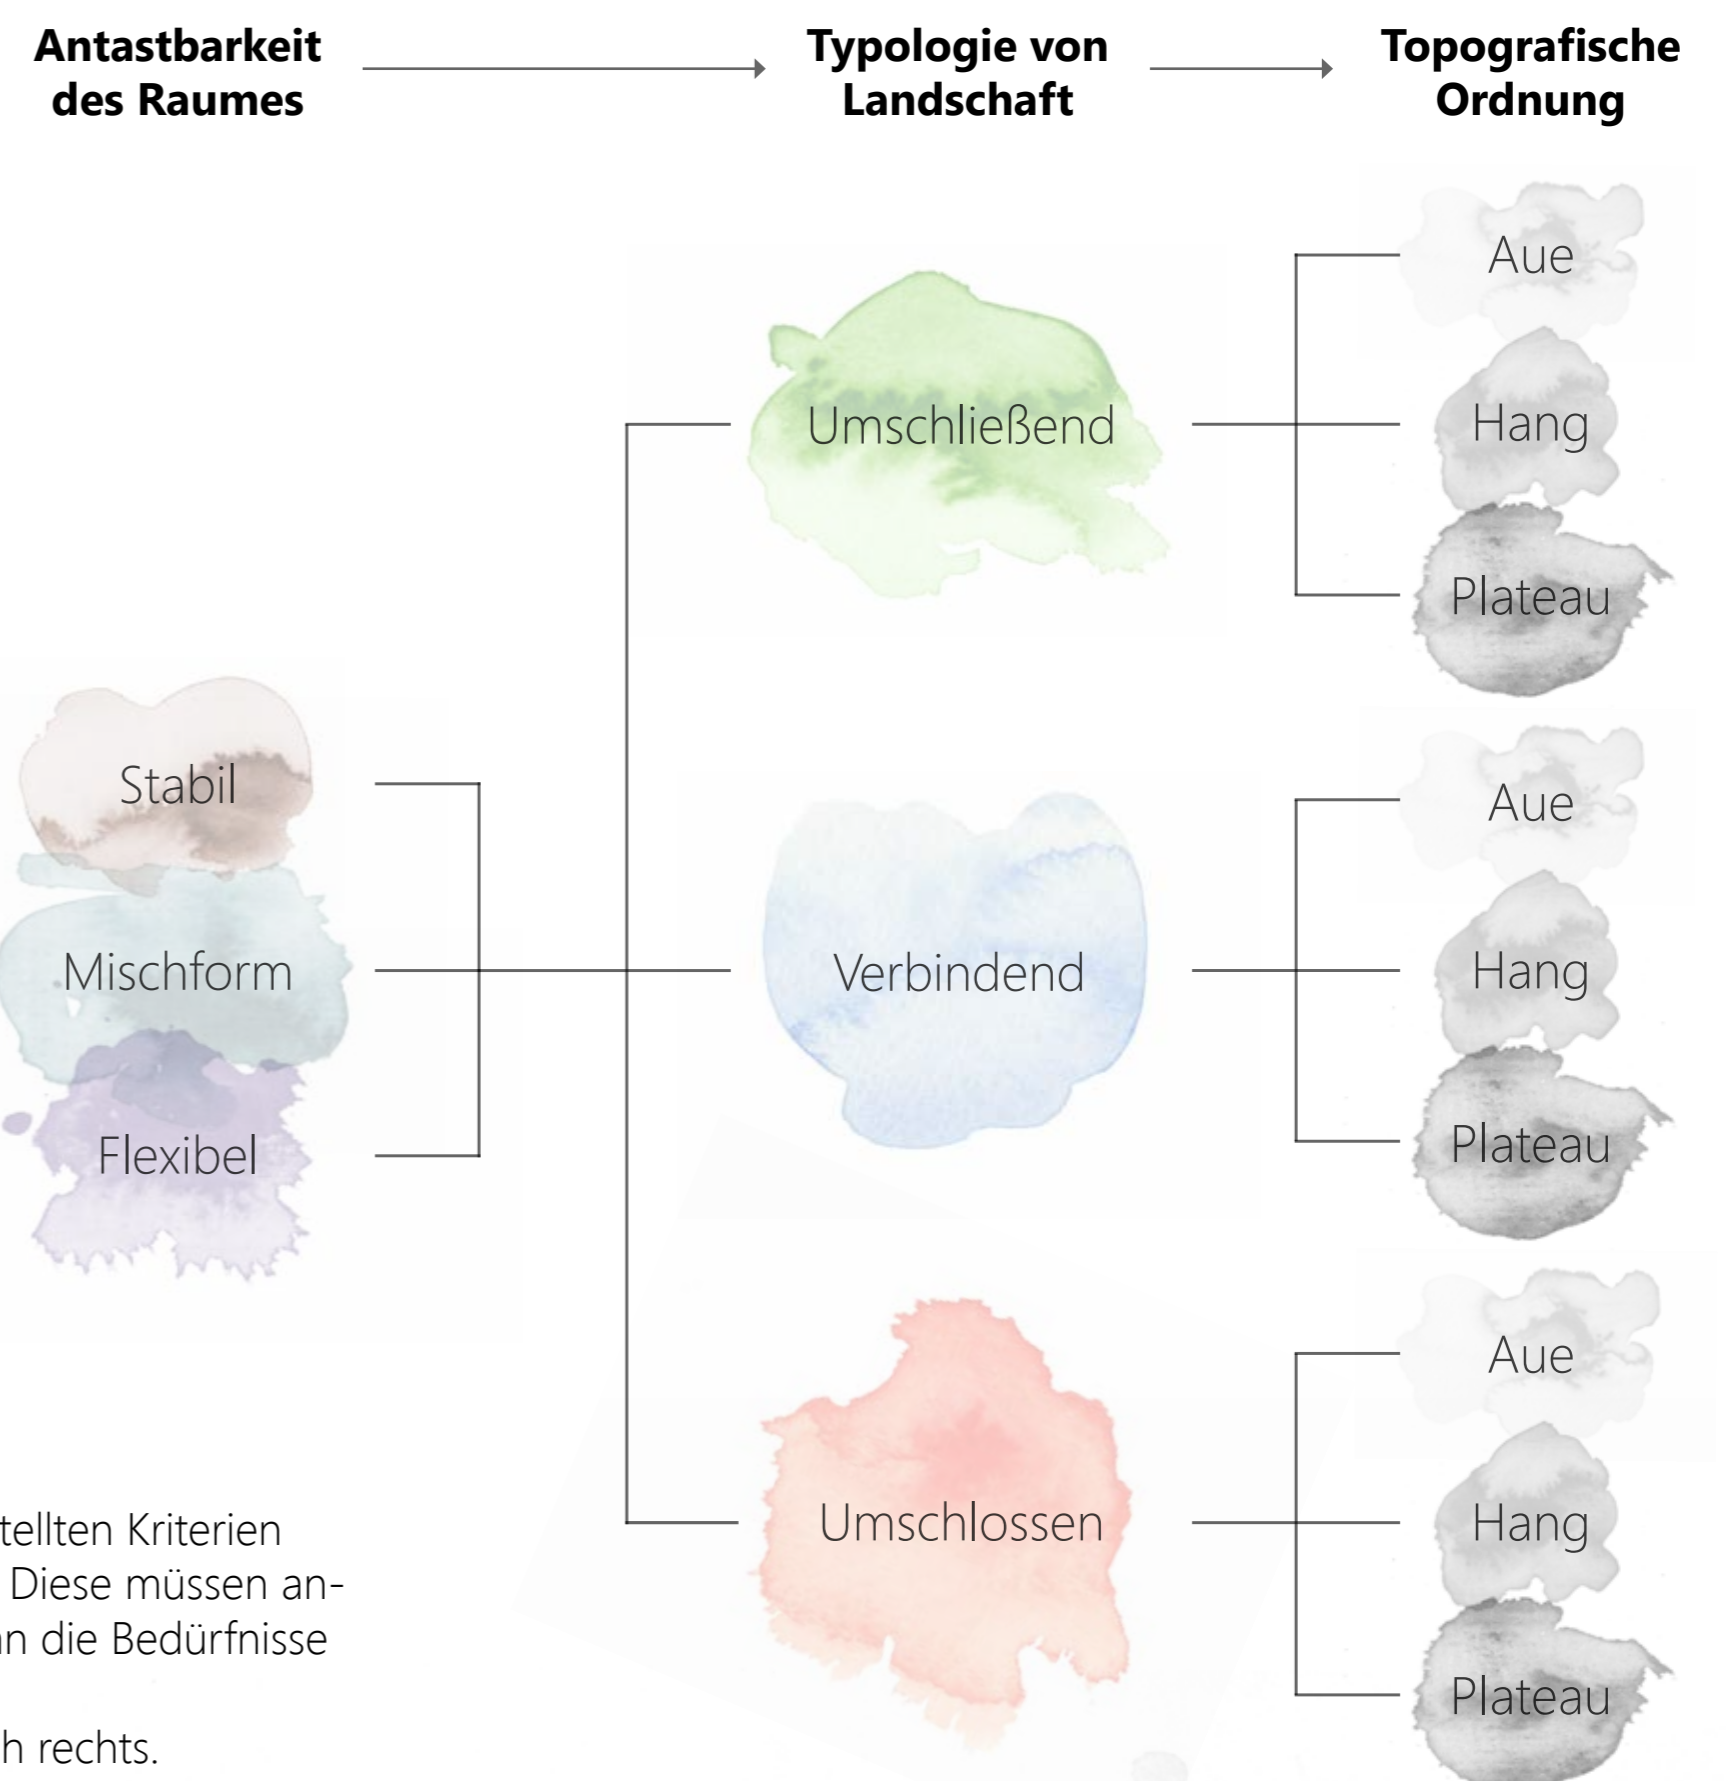 Antastbarkeit
des Raumes
Typologie von
Landschaft
Topografische
Ordnung
Stabil
Mischform
Flexibel
Umschließend
Aue
Hang
Plateau
Verbindend
Aue
Hang
Plateau
Umschlossen
Aue
Hang
Plateau
tellten Kriterien
Diese müssen an-
an die Bedürfnisse
h rechts.